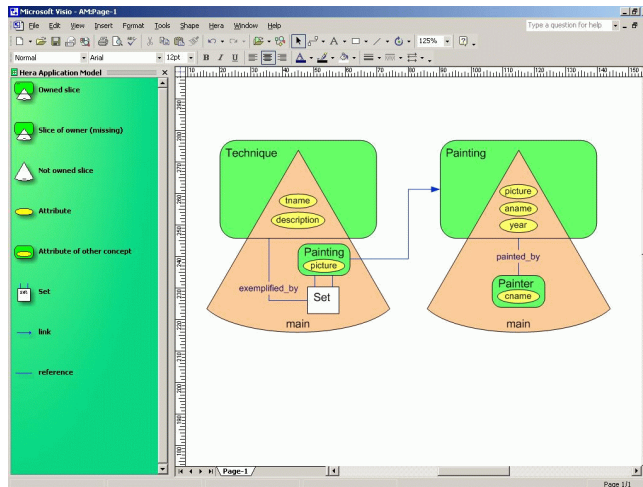 Microsoft Visio - AM:Page-1
File Edit View Insert Format Tools Shape Hera Window Help
Type a question for help
125%
Normal Arial 12pt B I U
Hera Application Model
Owned slice
Slice of owner (missing)
Not owned slice
Attribute
Attribute of other concept
set Set
link
reference
Technique
tname
description
Painting
picture
exemplified_by
Set
main
Painting
picture
aname
year
painted_by
Painter
cname
main
Page-1
Page 1/1